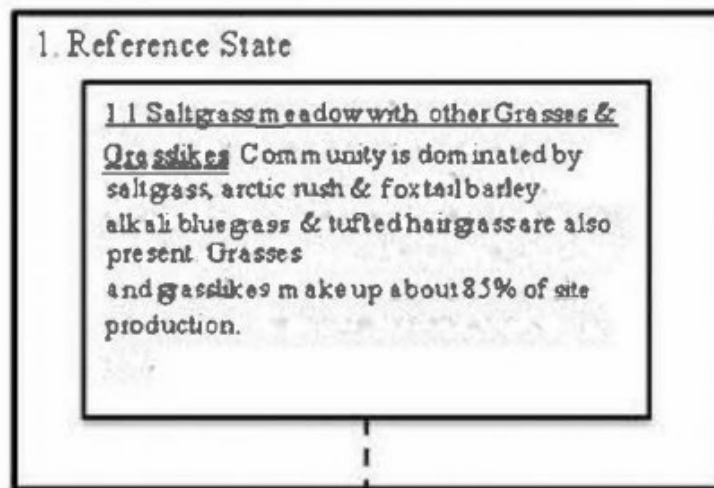 1. Reference State
1.1 Saltgrass meadow with other Grasses &
Grasslikes Community is dominated by
saltgrass, arctic rush & foxtail barley
alkali bluegrass & tufted hairgrass are also
present. Grasses
and grasslikes make up about 85% of site
production.